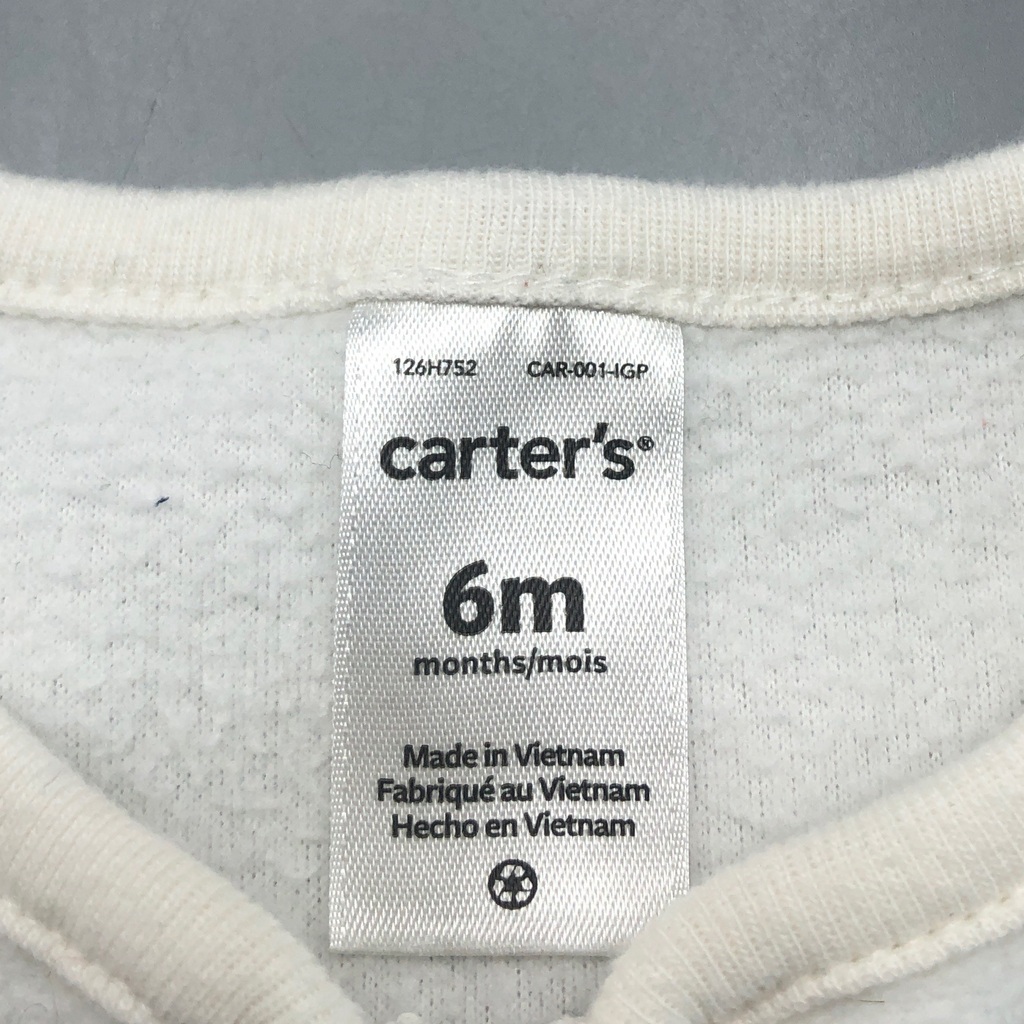 126H752 CAR-001-IGP
carter's®
6m
months/mois
Made in Vietnam
Fabriqué au Vietnam
Hecho en Vietnam